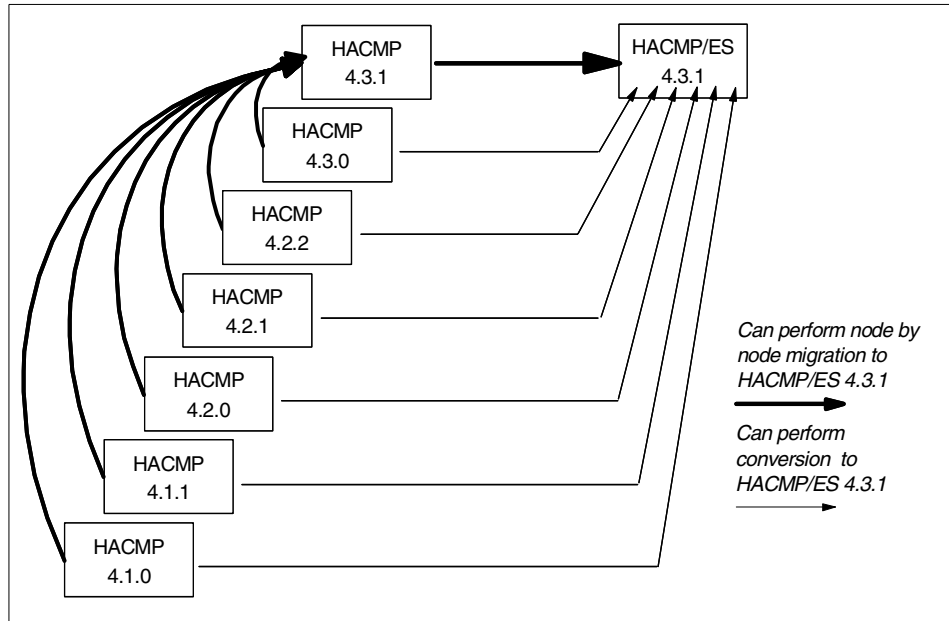 HACMP
4.3.1
HACMP/ES
4.3.1
HACMP
4.3.0
HACMP
4.2.2
HACMP
4.2.1
HACMP
4.2.0
HACMP
4.1.1
HACMP
4.1.0
Can perform node by
node migration to
HACMP/ES 4.3.1
Can perform
conversion to
HACMP/ES 4.3.1